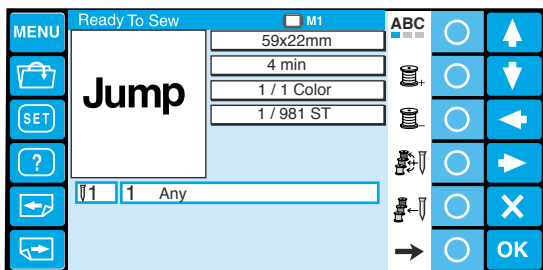 MENU
Ready To Sew
M1
ABC
59x22mm
4 min
Jump
1 / 1 Color
SET
1 / 981 ST
?
1
1 Any
OK